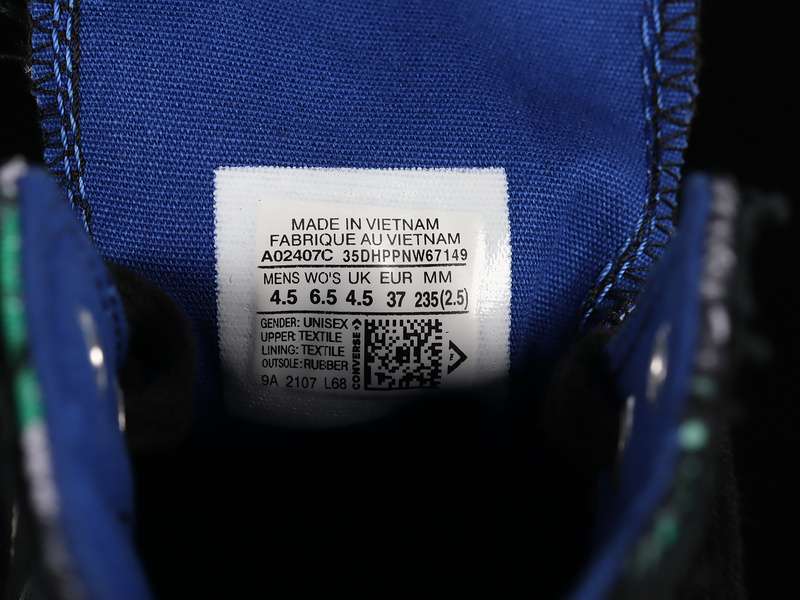 MADE IN VIETNAM
FABRIQUE AU VIETNAM
A02407C 35DHPPNW67149
MENS WO'S UK EUR MM
4.5 6.5 4.5 37 235(2.5)
GENDER: UNISEX
UPPER: TEXTILE
LINING: TEXTILE
OUTSOLE: RUBBER
9A 2107 L68
CONVERSE